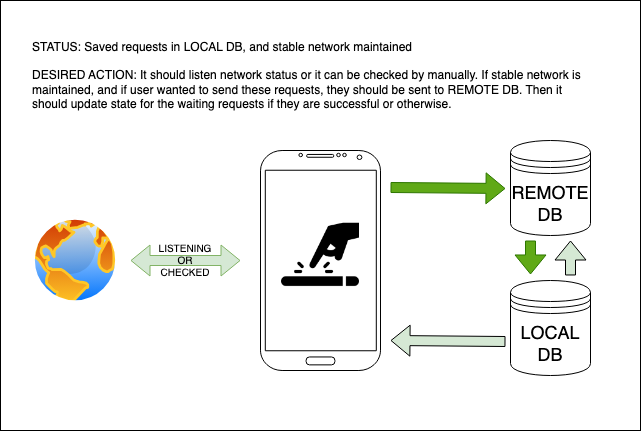 STATUS: Saved requests in LOCAL DB, and stable network maintained
DESIRED ACTION: It should listen network status or it can be checked by manually. If stable network is
maintained, and if user wanted to send these requests, they should be sent to REMOTE DB. Then it
should update state for the waiting requests if they are successful or otherwise.
REMOTE
DB
LISTENING
OR
CHECKED
LOCAL
DB